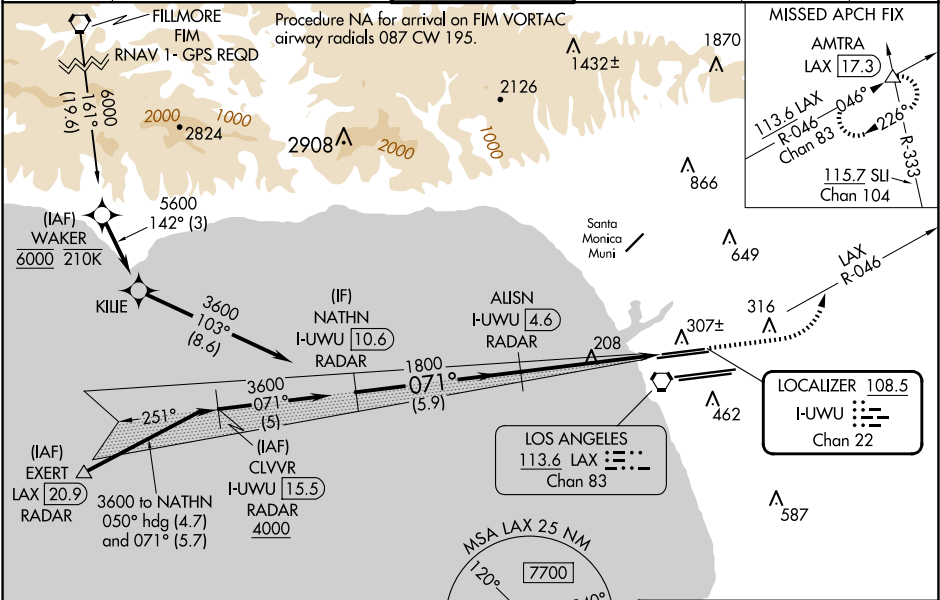 FILLMORE
FIM
RNAV 1- GPS REQD
Procedure NA for arrival on FIM VORTAC
airway radials 087 CW 195.
1432±
1870
MISSED APCH FIX
AMTRA
LAX 17.3
113.6 LAX
R-046
046°
Chan 83
226°
R-333
115.7 SLI
Chan 104
6000
161°
(19.6)
2000
1000
2824
2908
2000
2126
1000
866
(IAF)
WAKER
6000 210K
5600
142° (3)
Santa
Monica
Muni
649
LAX
R-046
KILIE
3600
103°
(8.6)
(IF)
NATHN
I-UWU 10.6
RADAR
ALISN
I-UWU 4.6
RADAR
208
307±
316
1800
071°
(5.9)
3600
071°
(5)
251°
462
LOCALIZER 108.5
I-UWU
Chan 22
(IAF)
EXERT
LAX 20.9
RADAR
(IAF)
CLVVR
I-UWU 15.5
RADAR
4000
3600 to NATHN
050° hdg (4.7)
and 071° (5.7)
LOS ANGELES
113.6 LAX
Chan 83
587
MSA LAX 25 NM
7700
120°